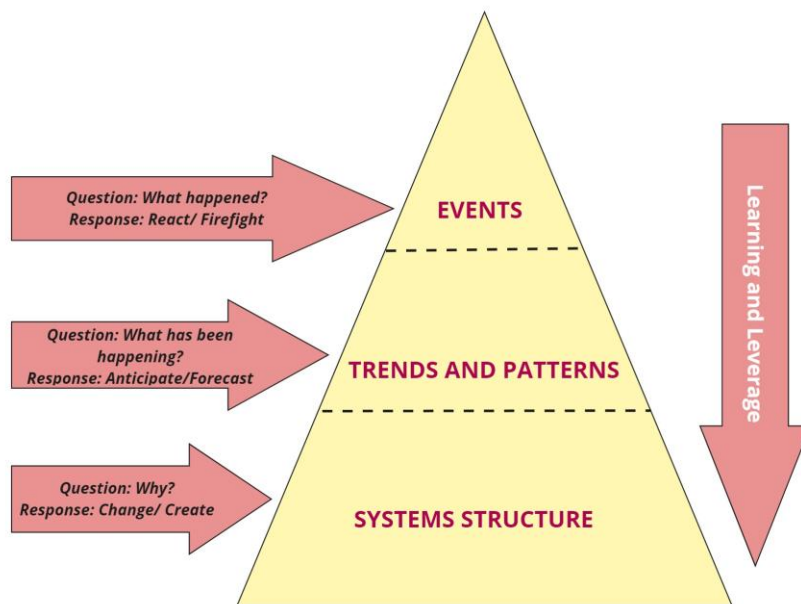 Question: What happened?
Response: React/ Firefight
EVENTS
Question: What has been
happening?
Response: Anticipate/Forecast
TRENDS AND PATTERNS
Question: Why?
Response: Change/ Create
SYSTEMS STRUCTURE
Learning and Leverage